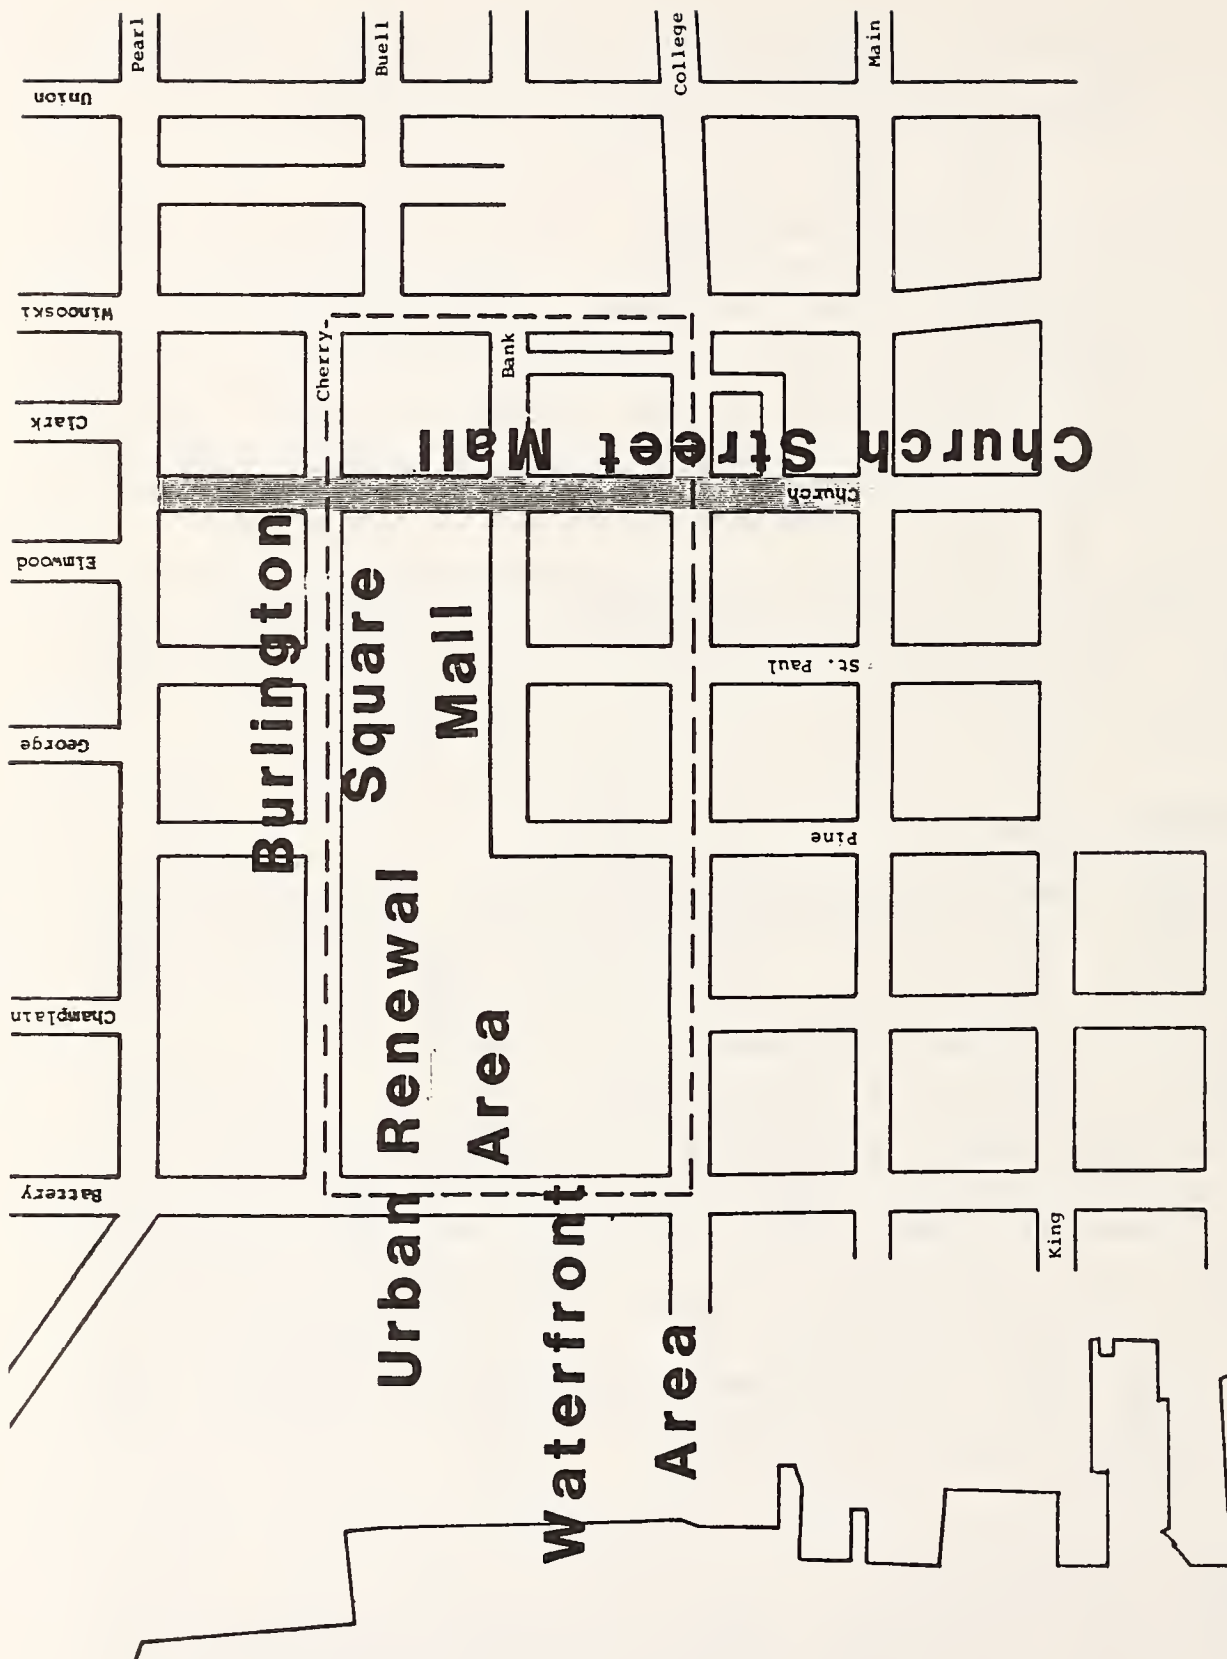 Pearl
Buell
College
Main
Union
Winooski
Cherry
Bank
Clark
Church Street Mall
Church
Elmwood
Burlington
Square
Mall
St. Paul
George
Pine
Urban Renewal
Area
Champlain
Battery
King
Waterfront
Area